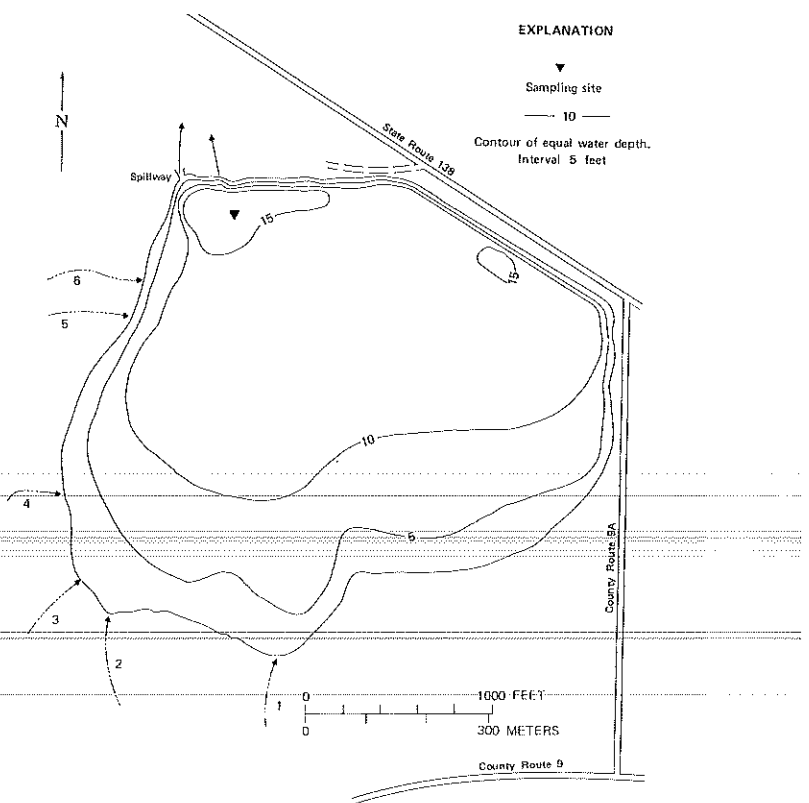 EXPLANATION
Sampling site
10
Contour of equal water depth.
Interval 5 feet
N
State Route 138
Spillway
15
15
6
5
10
4
5
County Route 9A
3
2
1
0 1000 FEET
0 300 METERS
County Route 9